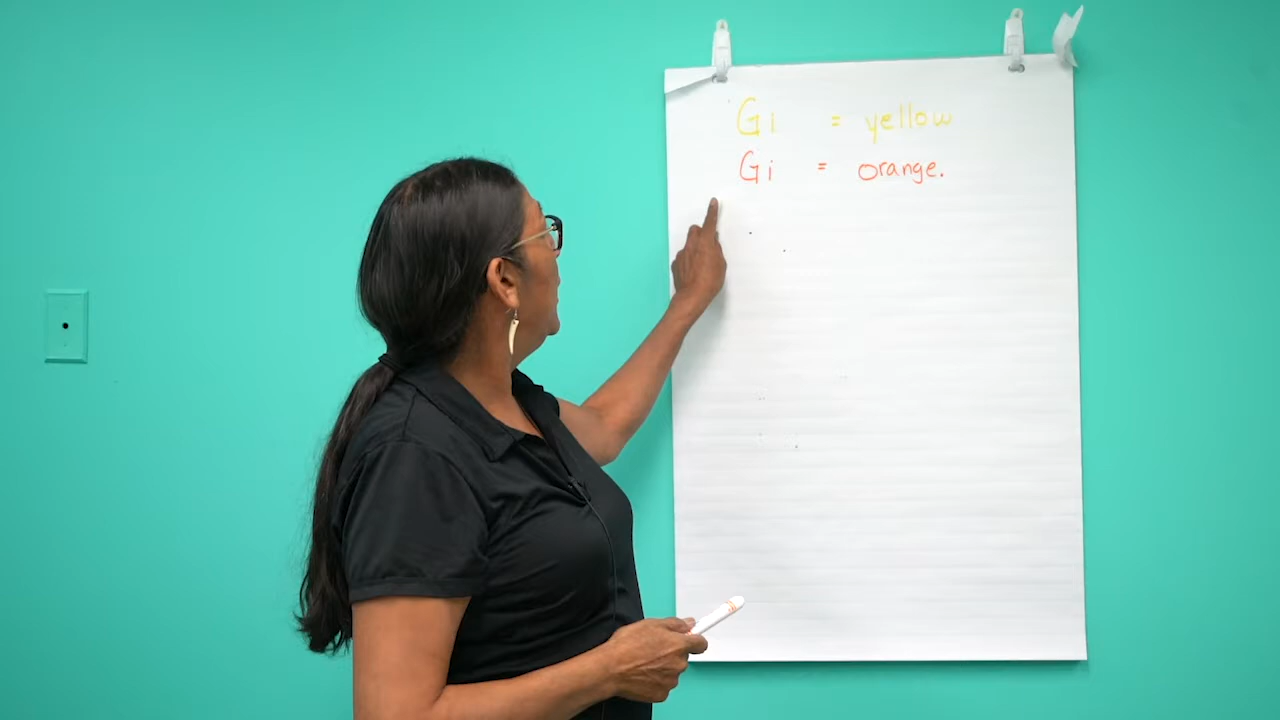 Gi = yellow
Gi = orange.